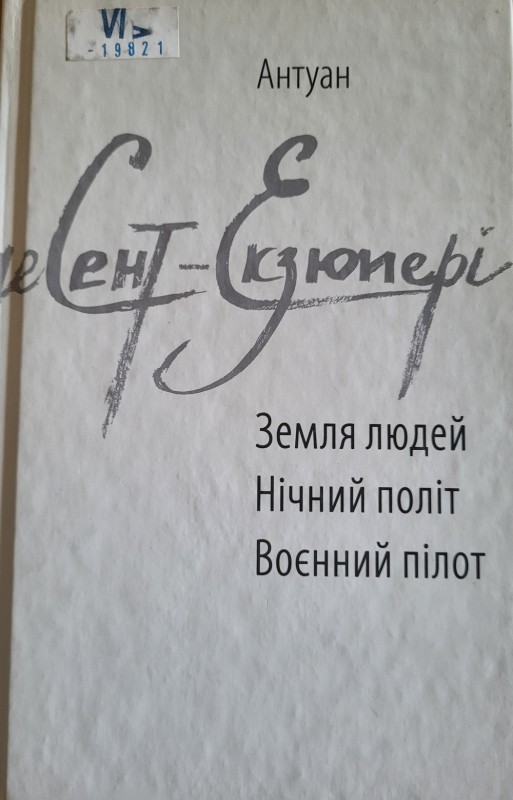 VI
-19821
Антуан
де Сент-Екзюпері
Земля людей
Нічний політ
Воєнний пілот